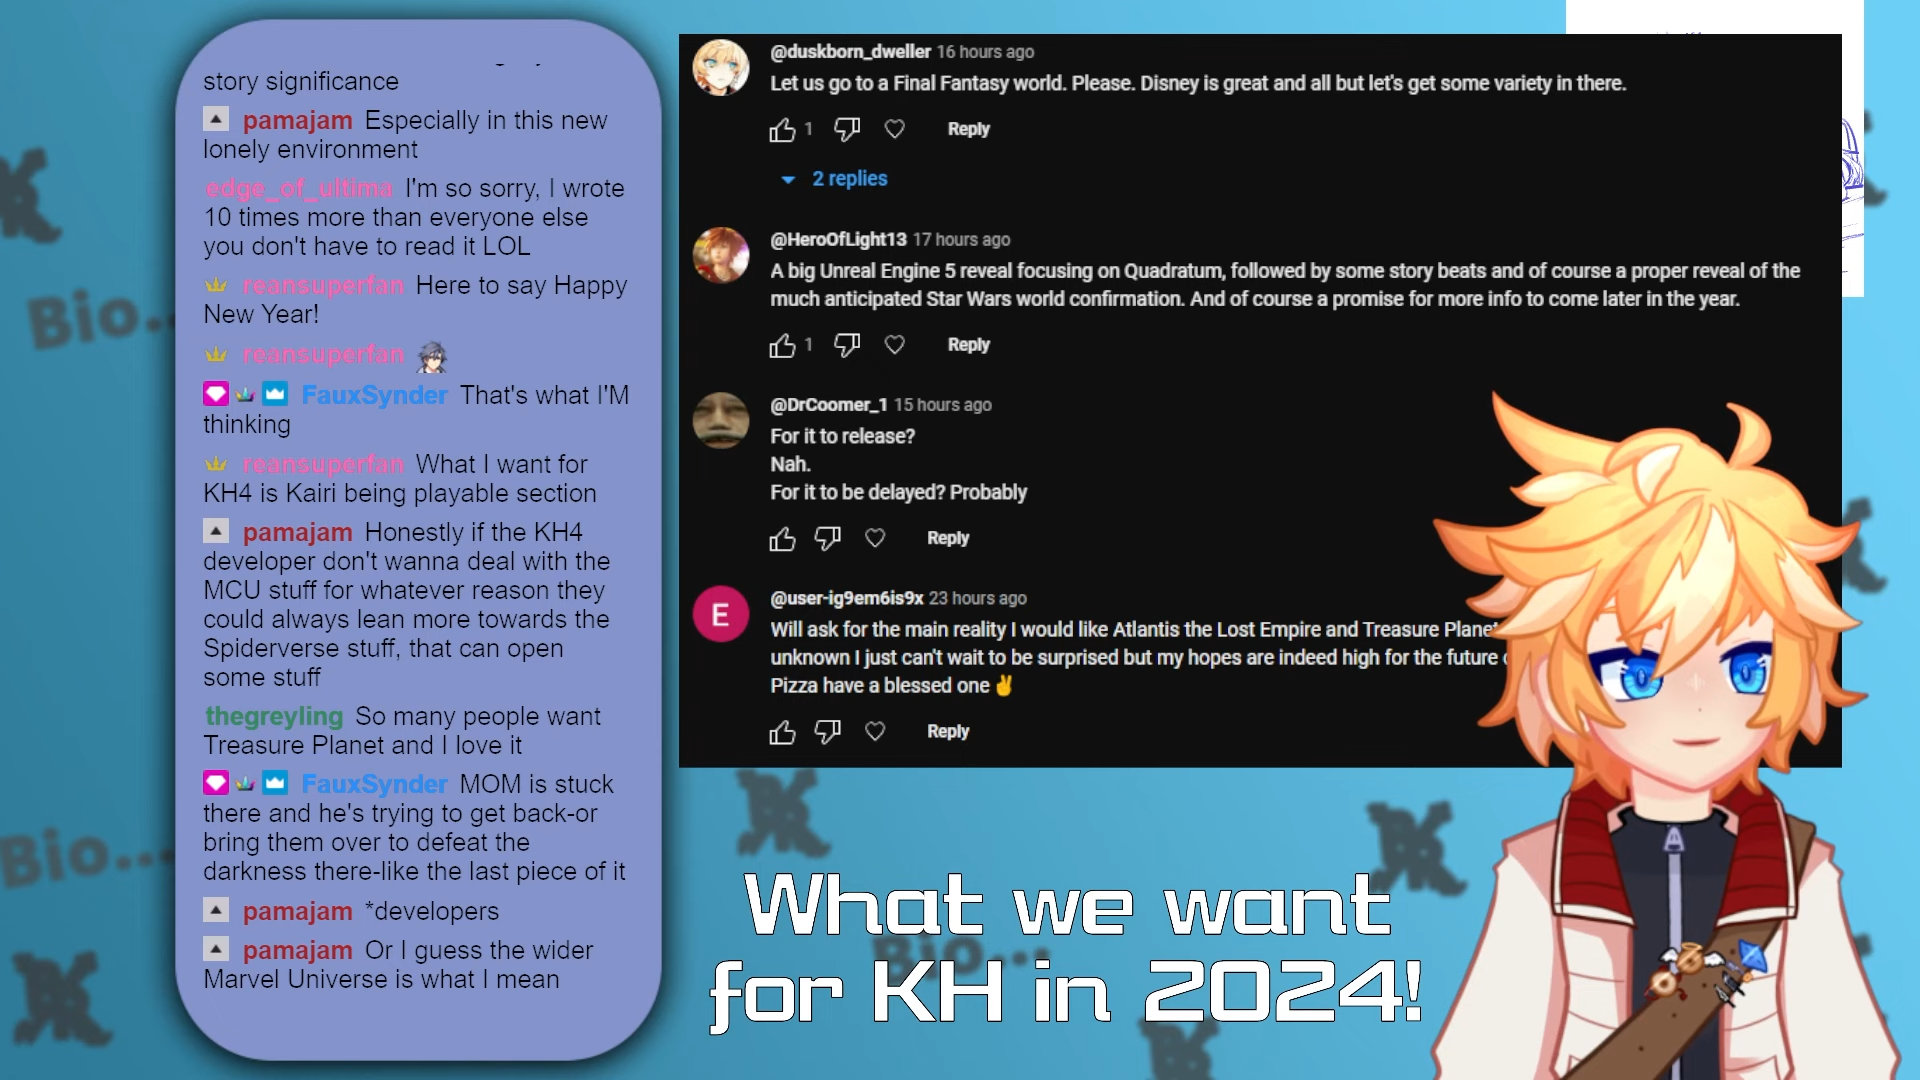 story significance
pamajam Especially in this new
lonely environment
edge_of_ultima I'm so sorry, I wrote
10 times more than everyone else
you don't have to read it LOL
reansuperfan Here to say Happy
New Year!
reansuperfan
FauxSynder That's what I'M
thinking
reansuperfan What I want for
KH4 is Kairi being playable section
pamajam Honestly if the KH4
developer don't wanna deal with the
MCU stuff for whatever reason they
could always lean more towards the
Spiderverse stuff, that can open
some stuff
thegreyling So many people want
Treasure Planet and I love it
FauxSynder MOM is stuck
there and he's trying to get back-or
bring them over to defeat the
darkness there-like the last piece of it
pamajam *developers
pamajam Or I guess the wider
Marvel Universe is what I mean
@duskborn_dweller 16 hours ago
Let us go to a Final Fantasy world. Please. Disney is great and all but let's get some variety in there.
1 Reply
2 replies
@HeroOfLight13 17 hours ago
A big Unreal Engine 5 reveal focusing on Quadratum, followed by some story beats and of course a proper reveal of the
much anticipated Star Wars world confirmation. And of course a promise for more info to come later in the year.
1 Reply
@DrCoomer_1 15 hours ago
For it to release?
Nah.
For it to be delayed? Probably
Reply
E
@user-ig9em6is9x 23 hours ago
Will ask for the main reality I would like Atlantis the Lost Empire and Treasure Planet
unknown I just can't wait to be surprised but my hopes are indeed high for the future
Pizza have a blessed one ✌
Reply
What we want
for KH in 2024!
Bio...
Bio...
Bio...